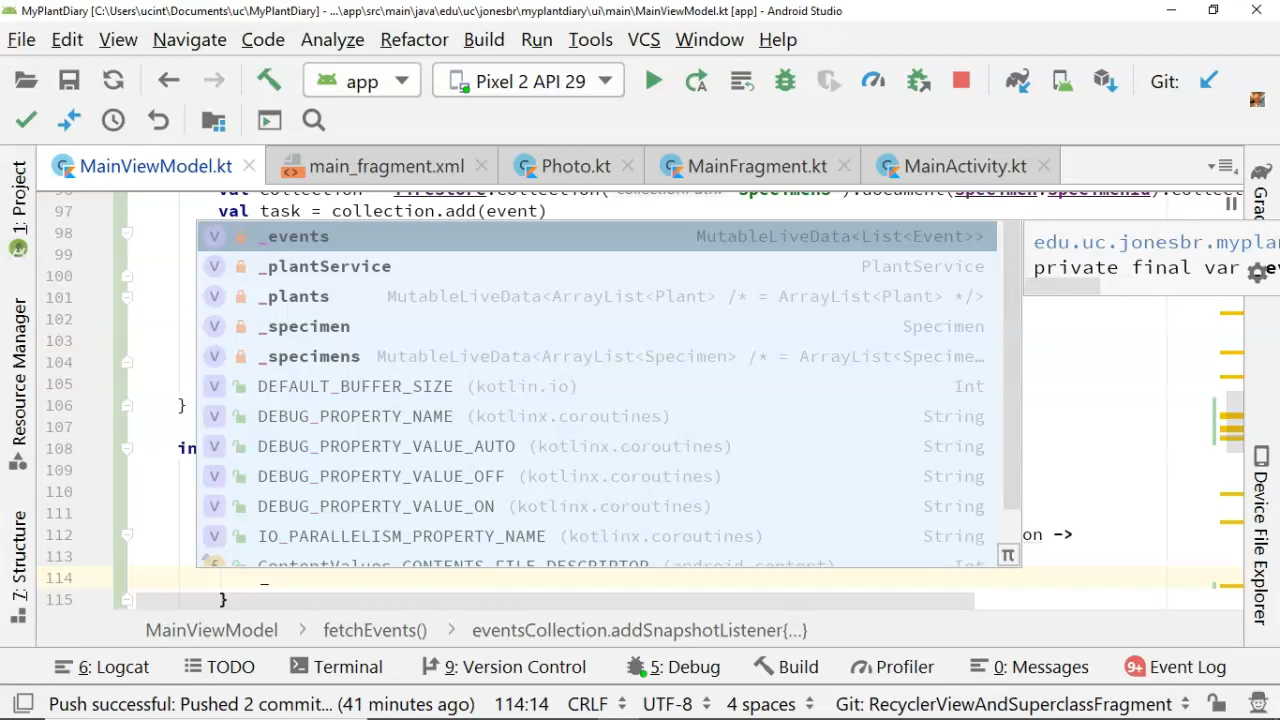 MyPlantDiary [C:\Users\ucint\Documents\uc\MyPlantDiary] - ...\app\src\main\java\edu\uc\jonesbr\myplantdiary\ui\main\MainViewModel.kt [app] - Android Studio
File Edit View Navigate Code Analyze Refactor Build Run Tools VCS Window Help
app Pixel 2 API 29 Git:
MainViewModel.kt main_fragment.xml Photo.kt MainFragment.kt MainActivity.kt
1: Project
Resource Manager
7: Structure
97 val task = collection.add(event)
98 _events MutableLiveData<List<Event>>
99 _plantService PlantService
100
101 _plants MutableLiveData<ArrayList<Plant> /* = ArrayList<Plant> */>
102 _specimen Specimen
103
104 _specimens MutableLiveData<ArrayList<Specimen> /* = ArrayList<Specime...
105 DEFAULT_BUFFER_SIZE (kotlin.io) Int
106 }
107 DEBUG_PROPERTY_NAME (kotlinx.coroutines) String
108 in DEBUG_PROPERTY_VALUE_AUTO (kotlinx.coroutines) String
109 DEBUG_PROPERTY_VALUE_OFF (kotlinx.coroutines) String
110
111 DEBUG_PROPERTY_VALUE_ON (kotlinx.coroutines) String
112 IO_PARALLELISM_PROPERTY_NAME (kotlinx.coroutines) String on ->
113 ContentValues.CONTENTS_FILE_DESCRIPTOR (android.content) Int
114 _
115 }
π
edu.uc.jonesbr.mypla
private final var
Device File Explorer
MainViewModel > fetchEvents() > eventsCollection.addSnapshotListener{...}
6: Logcat TODO Terminal 9: Version Control 5: Debug Build Profiler 0: Messages 9+ Event Log
Push successful: Pushed 2 commit... (41 minutes ago) 114:14 CRLF UTF-8 4 spaces Git: RecyclerViewAndSuperclassFragment